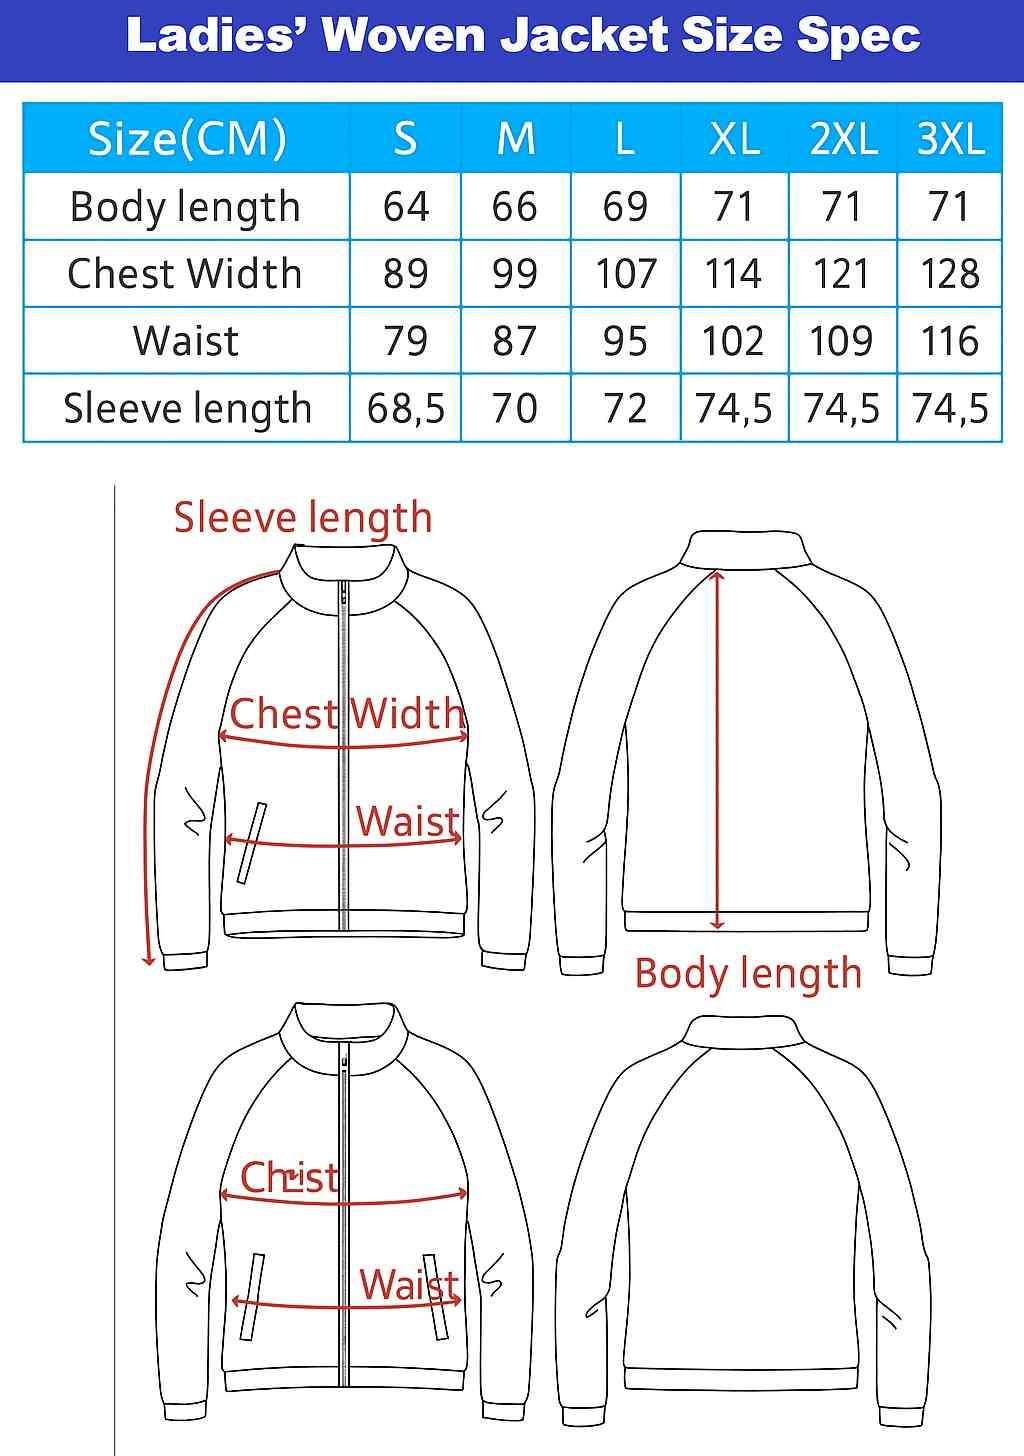 Ladies’ Woven Jacket Size Spec
Size(CM) S M L XL 2XL 3XL
Body length 64 66 69 71 71 71
Chest Width 89 99 107 114 121 128
Waist 79 87 95 102 109 116
Sleeve length 68,5 70 72 74,5 74,5 74,5
Sleeve length
Chest Width
Waist
Body length
Waist